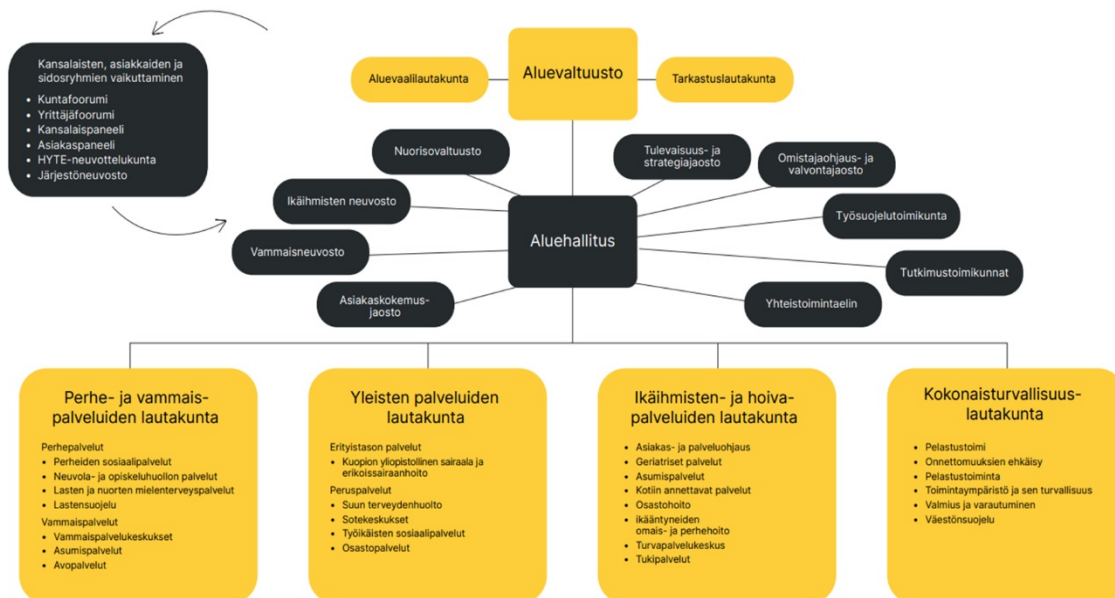 Kansalaisten, asiakkaiden ja
sidosryhmien vaikuttaminen
• Kuntafoorumi
• Yrittäjäfoorumi
• Kansalaispaneeli
• Asiakaspaneeli
• HYTE-neuvottelukunta
• Järjestöneuvosto
Aluevaalilautakunta
Aluevaltuusto
Tarkastuslautakunta
Nuorisovaltuusto
Ikäihmisten neuvosto
Vammaisneuvosto
Asiakaskokemus-
jaosto
Aluehallitus
Tulevaisuus- ja
strategiajaosto
Omistajaohjaus- ja
valvontajaosto
Työsuojelutoimikunta
Tutkimustoimikunnat
Yhteistoimintaelin
Perhe- ja vammais-
palveluiden lautakunta
Perhepalvelut
• Perheiden sosiaalipalvelut
• Neuvola- ja opiskeluhuollon palvelut
• Lasten ja nuorten mielenterveyspalvelut
• Lastensuojelu
Vammaispalvelut
• Vammaispalvelukeskukset
• Asumispalvelut
• Avopalvelut
Yleisten palveluiden
lautakunta
Erityistason palvelut
• Kuopion yliopistollinen sairaala ja
erikoissairaanhoito
Peruspalvelut
• Suun terveydenhuolto
• Sotekeskukset
• Työikäisten sosiaalipalvelut
• Osastopalvelut
Ikäihmisten- ja hoiva-
palveluiden lautakunta
• Asiakas- ja palveluohjaus
• Geriatriset palvelut
• Asumispalvelut
• Kotiin annettavat palvelut
• Osastohoito
• ikääntyneiden
omais- ja perhehoito
• Turvapalvelukeskus
• Tukipalvelut
Kokonaisturvallisuus-
lautakunta
• Pelastustoimi
• Onnettomuuksien ehkäisy
• Pelastustoiminta
• Toimintaympäristö ja sen turvallisuus
• Valmius ja varautuminen
• Väestönsuojelu